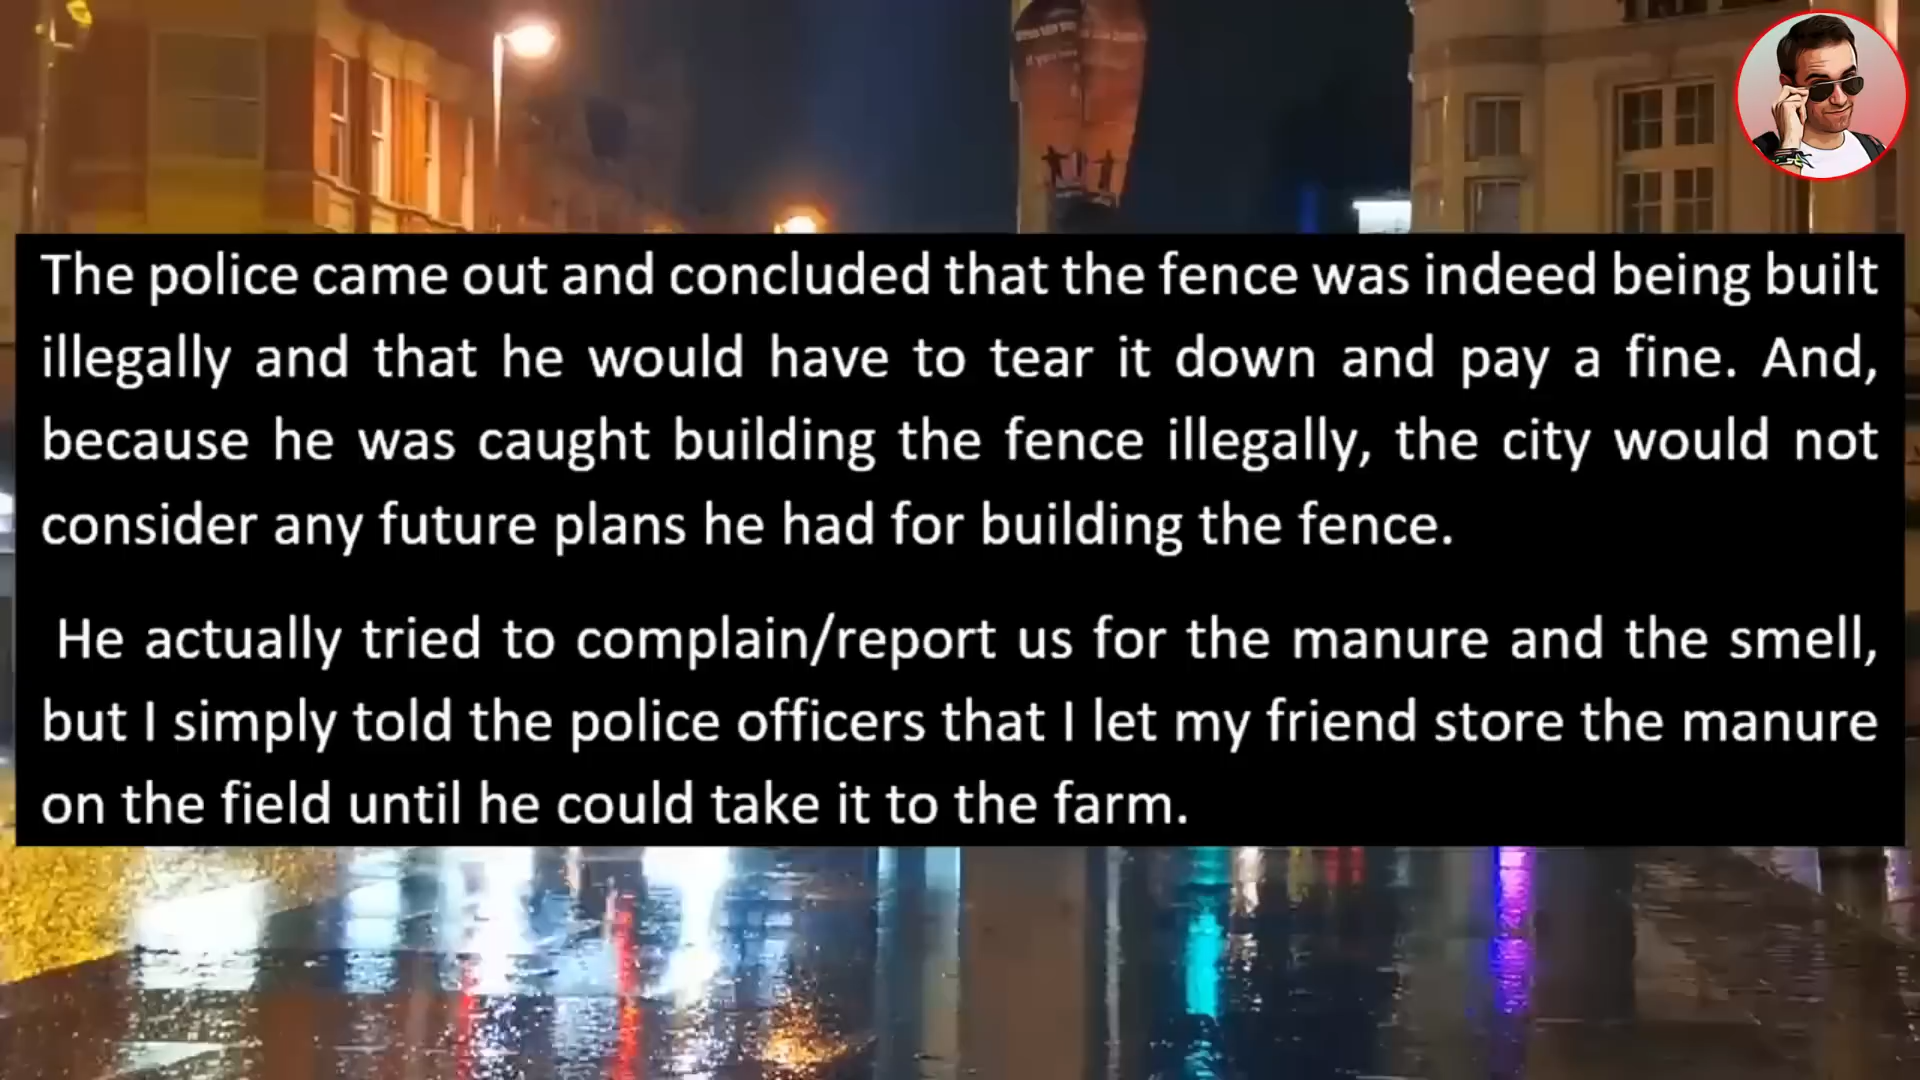 The police came out and concluded that the fence was indeed being built
illegally and that he would have to tear it down and pay a fine. And,
because he was caught building the fence illegally, the city would not
consider any future plans he had for building the fence.
He actually tried to complain/report us for the manure and the smell,
but I simply told the police officers that I let my friend store the manure
on the field until he could take it to the farm.